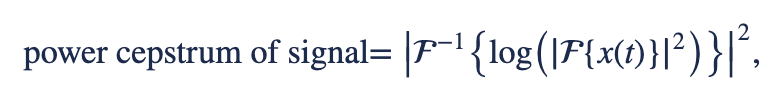 power cepstrum of signal= |ℱ⁻¹{log(|ℱ{x(t)}|²)}|²,